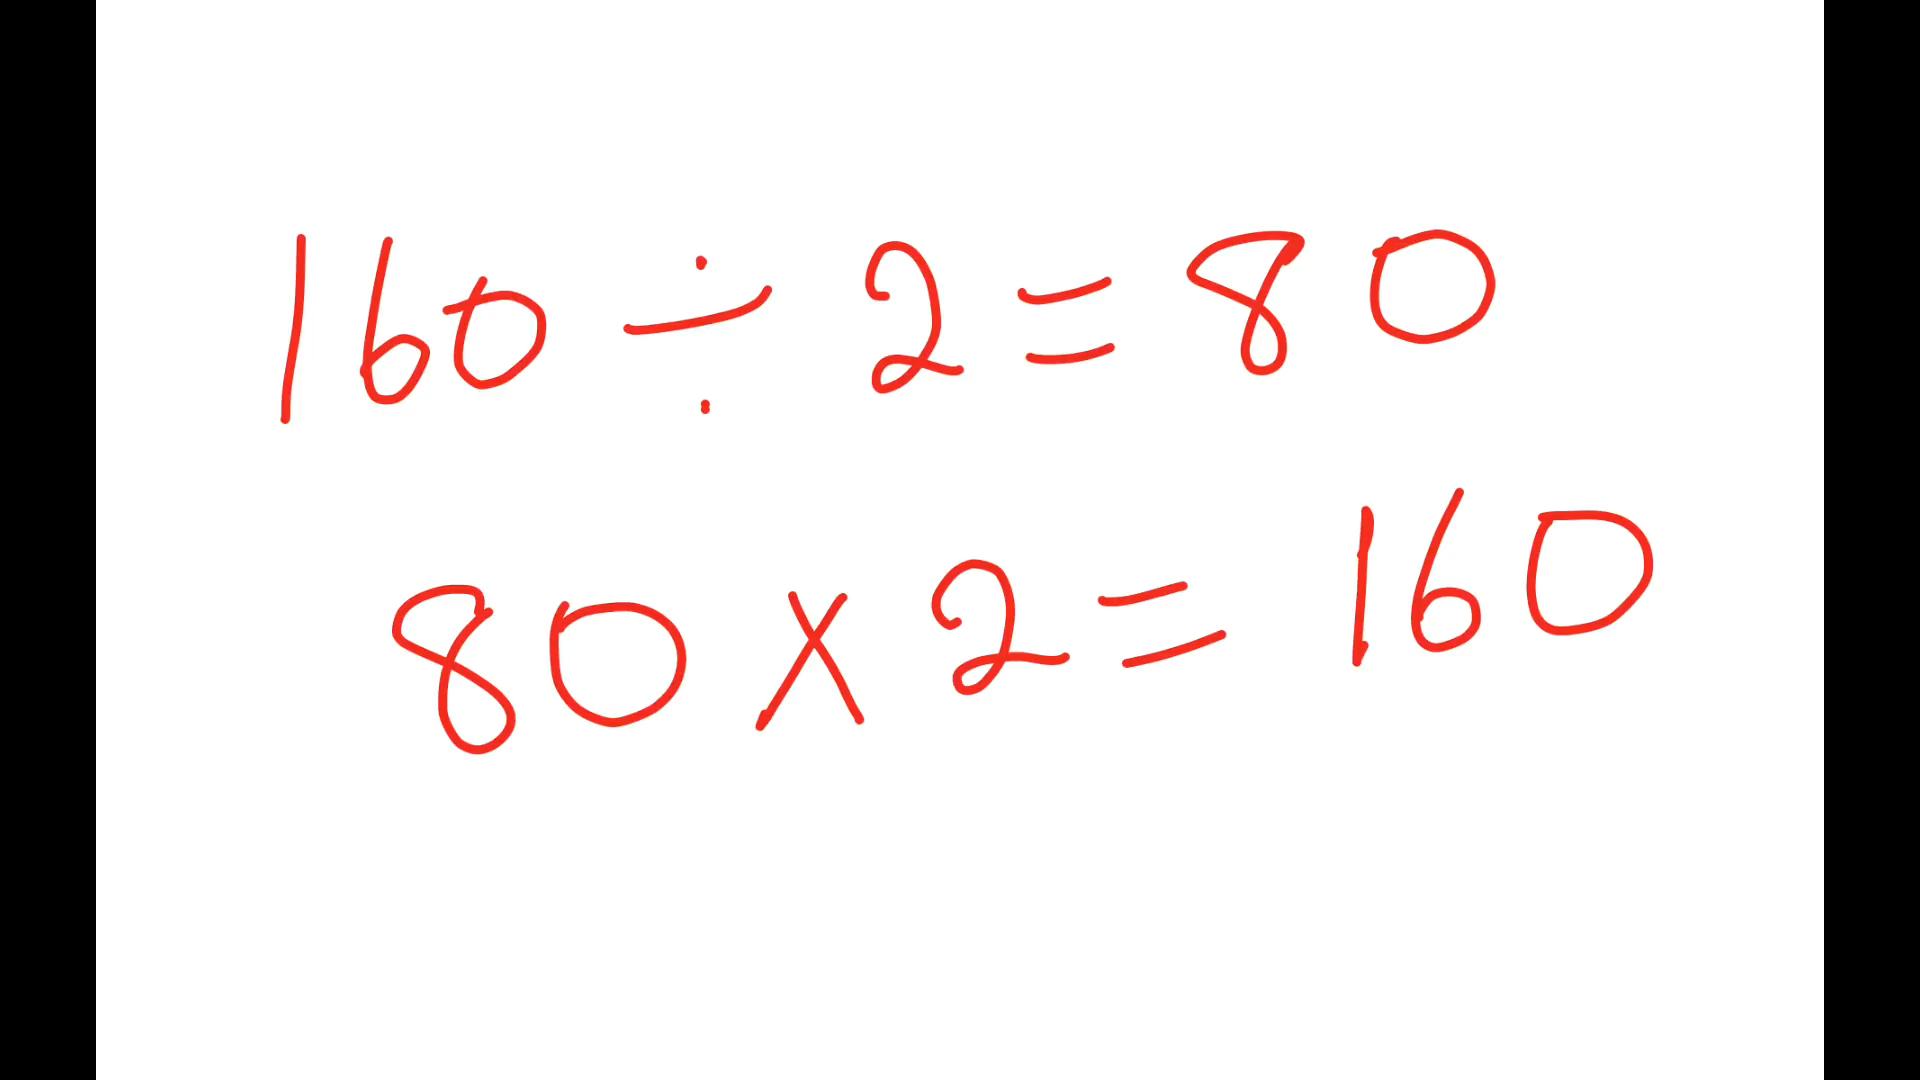 160 ÷ 2 = 80
80 × 2 = 160